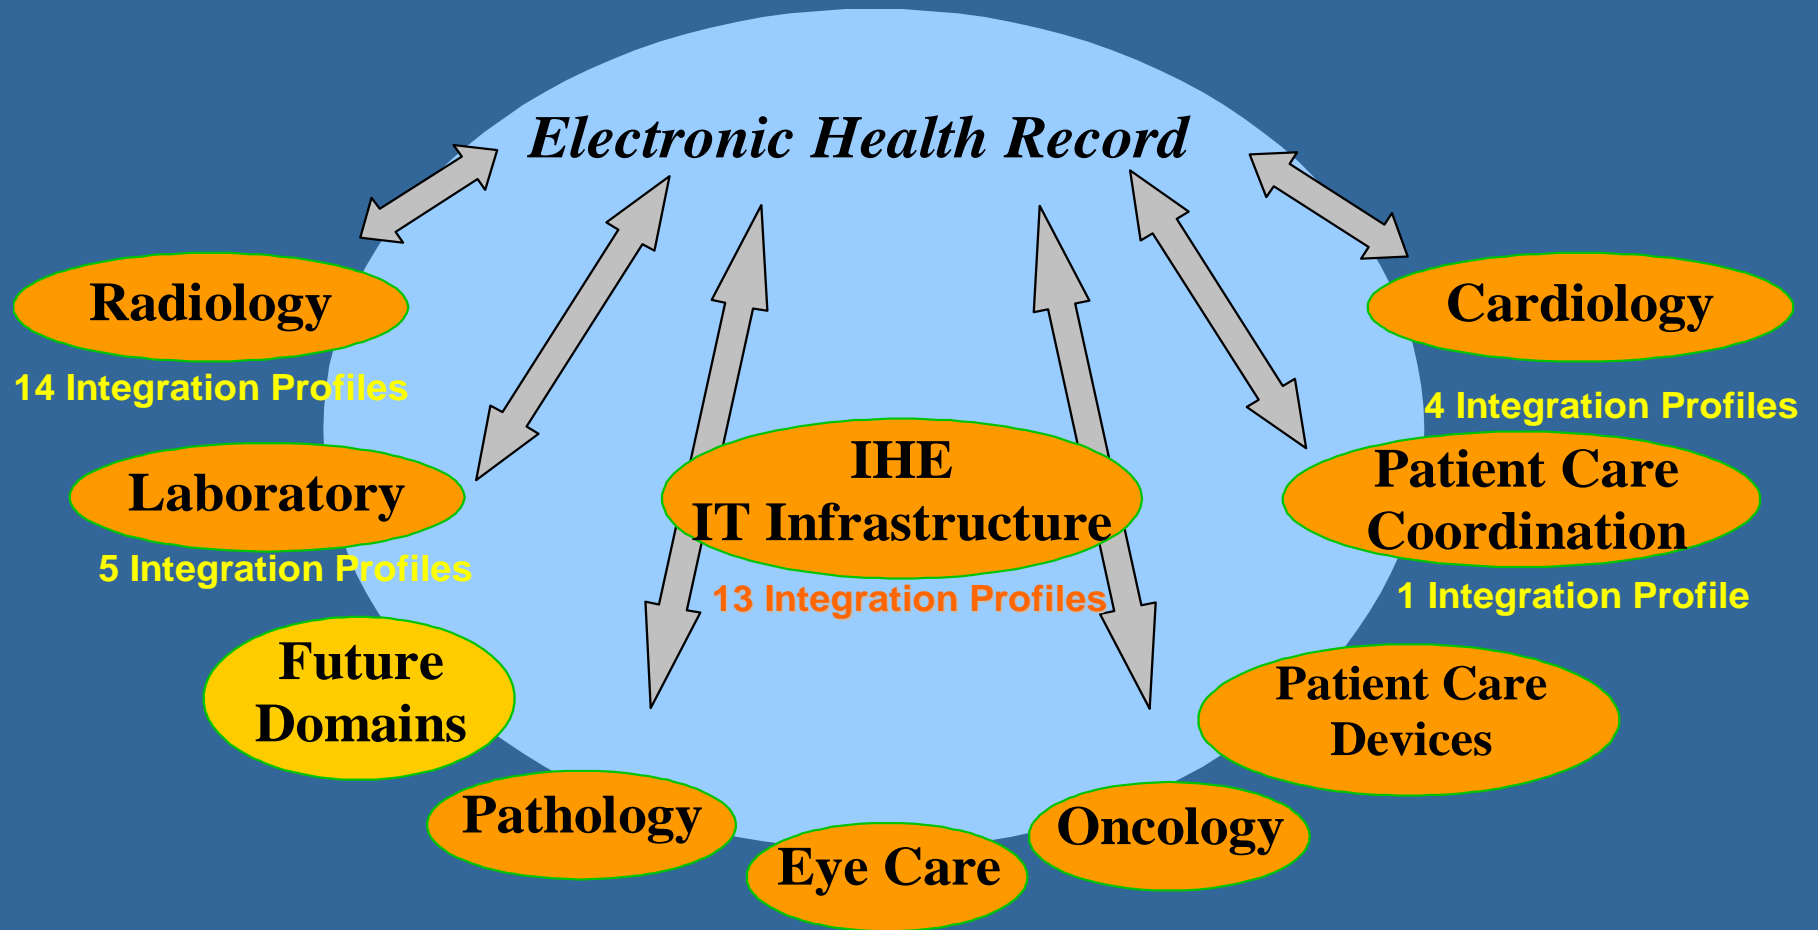 Electronic Health Record
Radiology
14 Integration Profiles
Cardiology
4 Integration Profiles
Laboratory
5 Integration Profiles
IHE
IT Infrastructure
13 Integration Profiles
Patient Care
Coordination
1 Integration Profile
Future
Domains
Patient Care
Devices
Pathology
Eye Care
Oncology